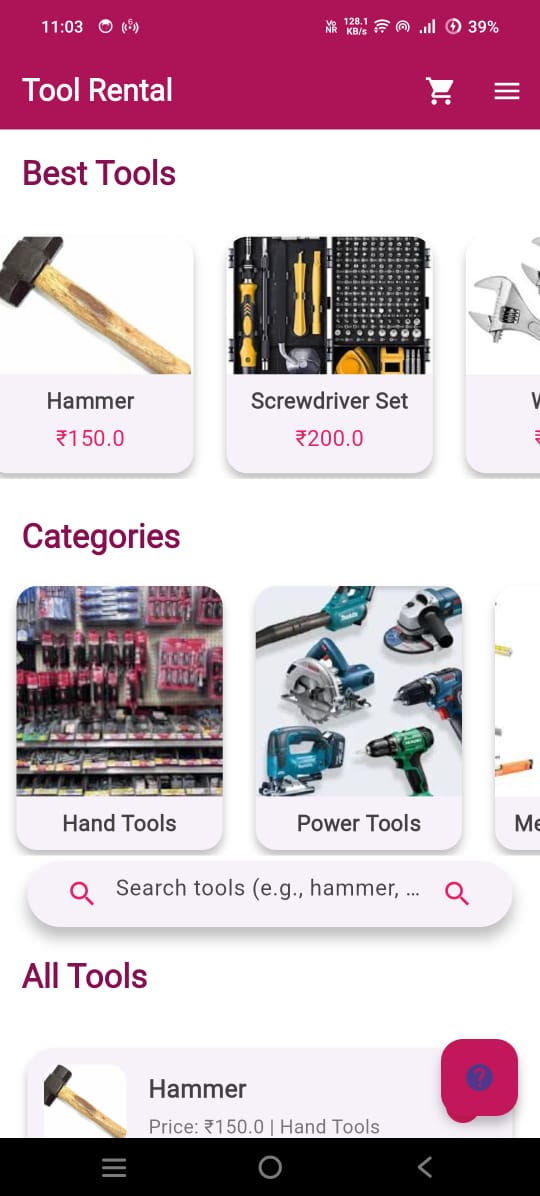 11:03
6
Vo NR 128.1 KB/s 39%
Tool Rental
Best Tools
Hammer
Screwdriver Set
W
₹150.0
₹200.0
₹
Categories
Hand Tools
Power Tools
Me
Search tools (e.g., hammer, ...
All Tools
Hammer
?
Price: ₹150.0 | Hand Tools